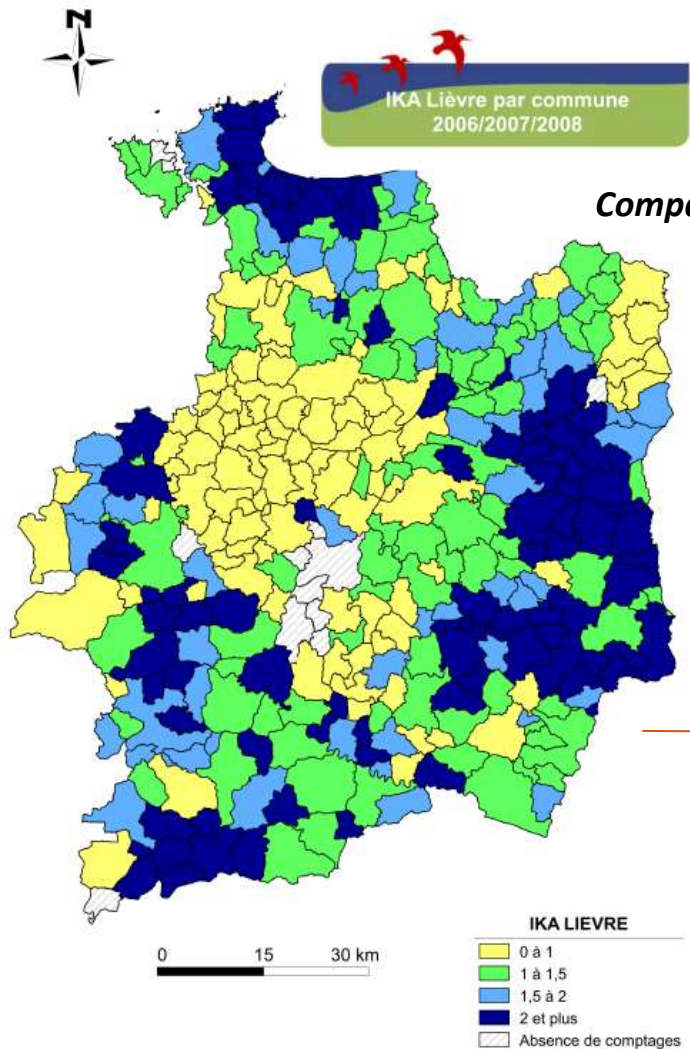 N
IKA Lièvre par commune
2006/2007/2008
IKA LIEVRE
0 à 1
1 à 1,5
1,5 à 2
2 et plus
Absence de comptages
0 15 30 km